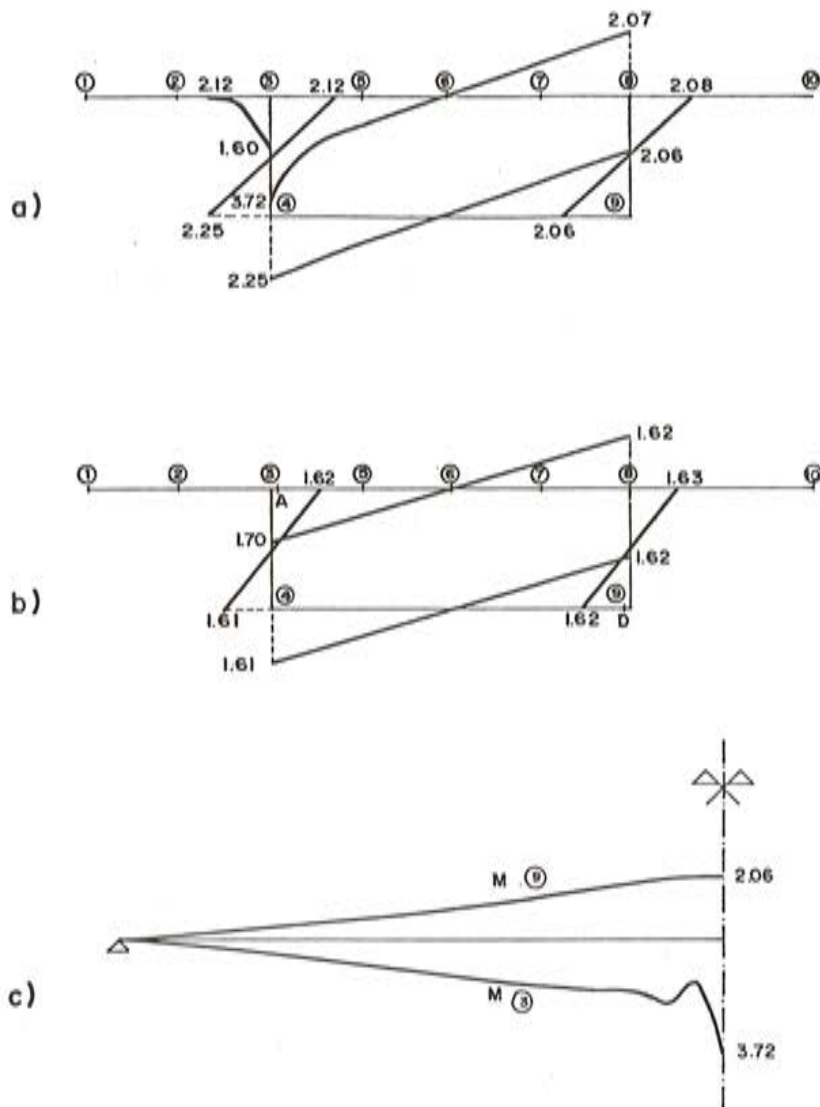 2.07
① ② ③ ⑤ ⑥ ⑦ ⑧ ⑩
2.12 2.12 2.08
1.60 2.06
a)
3.72 ④ ⑨
2.25 2.06
2.25
1.62
① ② ③ ⑤ ⑥ ⑦ ⑧ 10
1.62 1.63
A
1.70 1.62
b)
④ ⑨
1.61 1.62 D
1.61
M ⑨ 2.06
c)
M ③
3.72